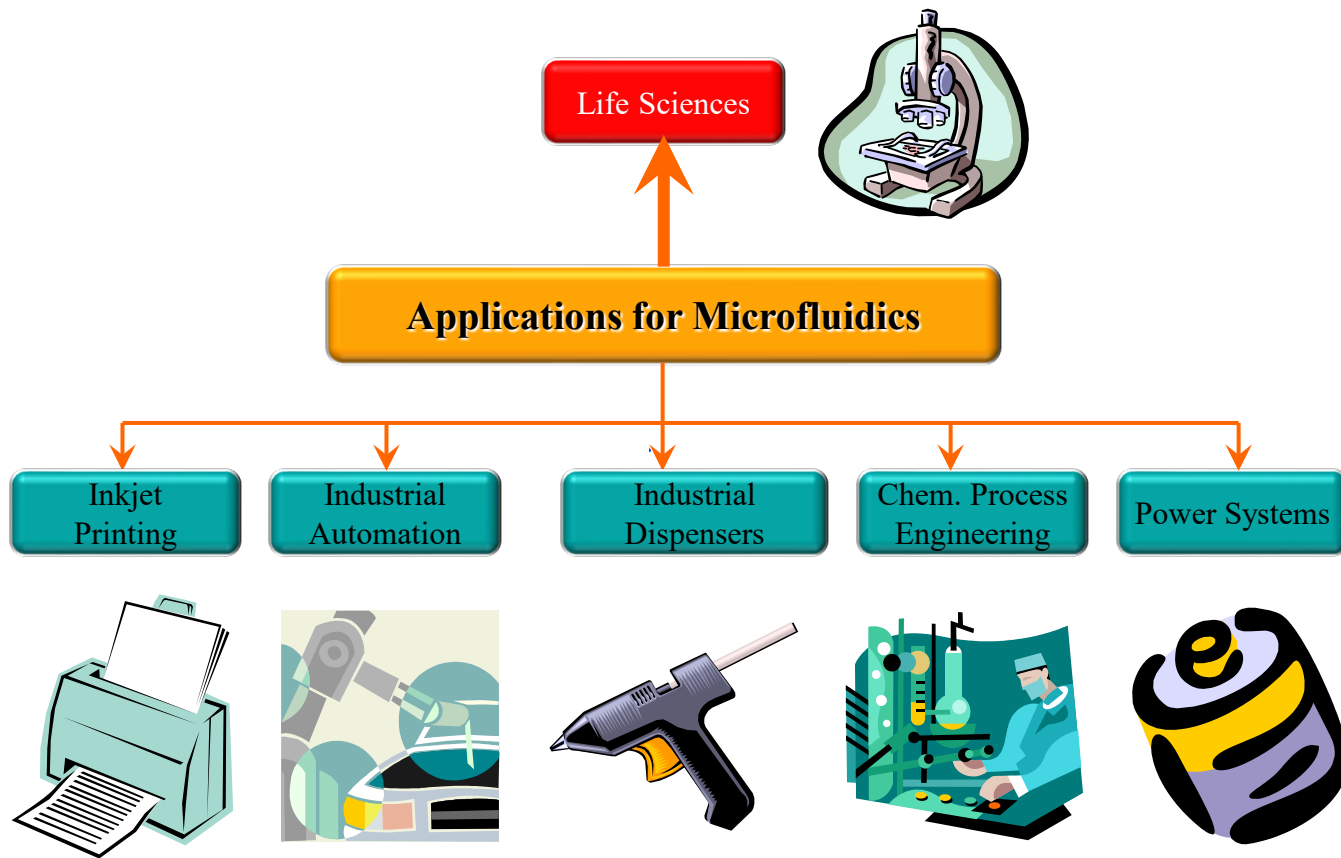 Life Sciences
Applications for Microfluidics
Inkjet
Printing
Industrial
Automation
Industrial
Dispensers
Chem. Process
Engineering
Power Systems